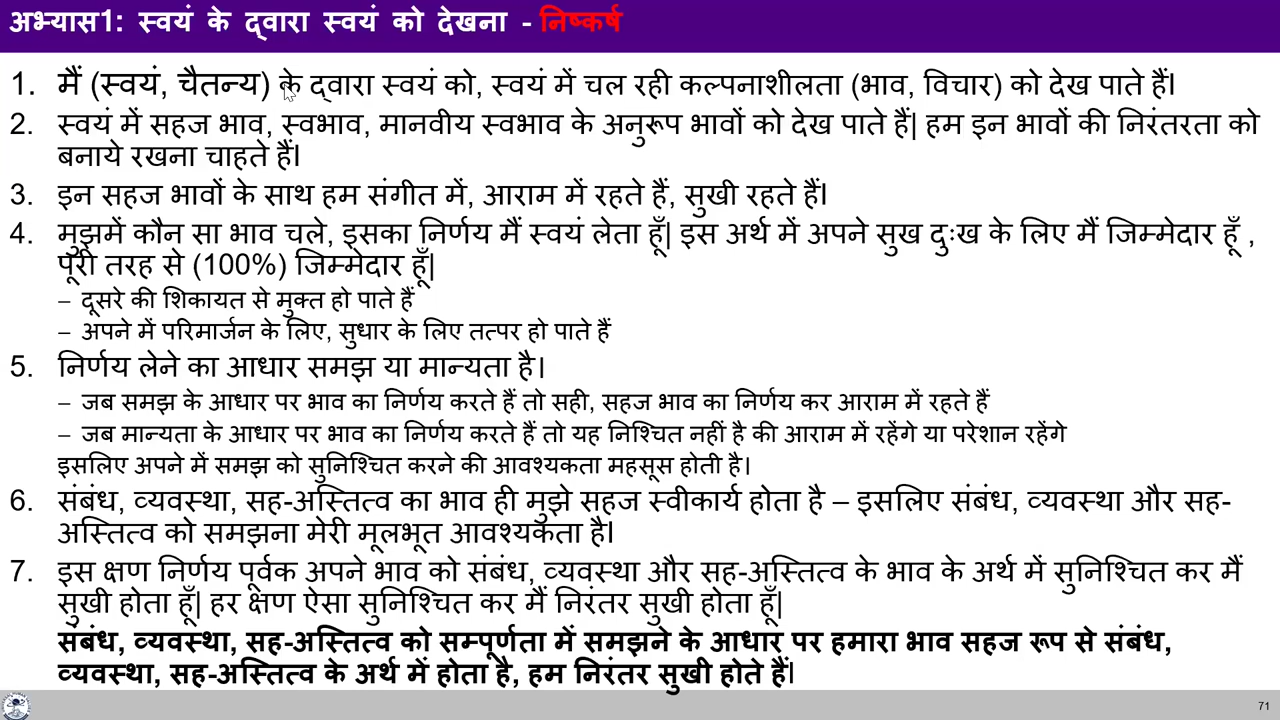 अभ्यास1: स्वयं के द्वारा स्वयं को देखना - निष्कर्ष
1. मैं (स्वयं, चैतन्य) के द्वारा स्वयं को, स्वयं में चल रही कल्पनाशीलता (भाव, विचार) को देख पाते हैंI
2. स्वयं में सहज भाव, स्वभाव, मानवीय स्वभाव के अनुरूप भावों को देख पाते हैं| हम इन भावों की निरंतरता को
बनाये रखना चाहते हैंI
3. इन सहज भावों के साथ हम संगीत में, आराम में रहते हैं, सुखी रहते हैंI
4. मुझमें कौन सा भाव चले, इसका निर्णय मैं स्वयं लेता हूँ| इस अर्थ में अपने सुख दुःख के लिए मैं जिम्मेदार हूँ ,
पूरी तरह से (100%) जिम्मेदार हूँ|
– दूसरे की शिकायत से मुक्त हो पाते हैं
– अपने में परिमार्जन के लिए, सुधार के लिए तत्पर हो पाते हैं
5. निर्णय लेने का आधार समझ या मान्यता है।
– जब समझ के आधार पर भाव का निर्णय करते हैं तो सही, सहज भाव का निर्णय कर आराम में रहते हैं
– जब मान्यता के आधार पर भाव का निर्णय करते हैं तो यह निश्चित नहीं है की आराम में रहेंगे या परेशान रहेंगे
इसलिए अपने में समझ को सुनिश्चित करने की आवश्यकता महसूस होती है।
6. संबंध, व्यवस्था, सह-अस्तित्व का भाव ही मुझे सहज स्वीकार्य होता है – इसलिए संबंध, व्यवस्था और सह-
अस्तित्व को समझना मेरी मूलभूत आवश्यकता हैI
7. इस क्षण निर्णय पूर्वक अपने भाव को संबंध, व्यवस्था और सह-अस्तित्व के भाव के अर्थ में सुनिश्चित कर मैं
सुखी होता हूँ| हर क्षण ऐसा सुनिश्चित कर मैं निरंतर सुखी होता हूँ|
संबंध, व्यवस्था, सह-अस्तित्व को सम्पूर्णता में समझने के आधार पर हमारा भाव सहज रूप से संबंध,
व्यवस्था, सह-अस्तित्व के अर्थ में होता है, हम निरंतर सुखी होते हैंI
71